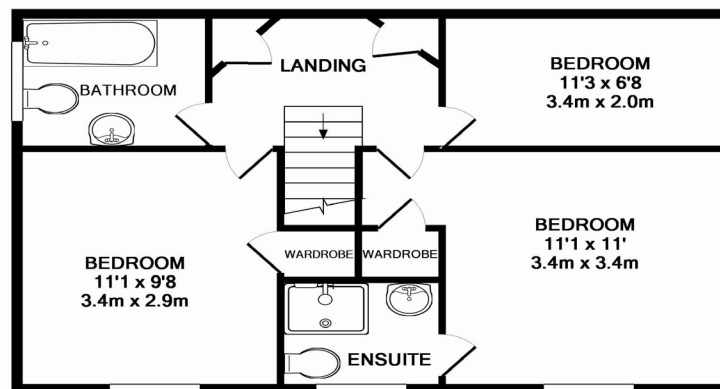 BATHROOM
LANDING
BEDROOM
11'3 x 6'8
3.4m x 2.0m
BEDROOM
11'1 x 9'8
3.4m x 2.9m
WARDROBE
WARDROBE
BEDROOM
11'1 x 11'
3.4m x 3.4m
ENSUITE